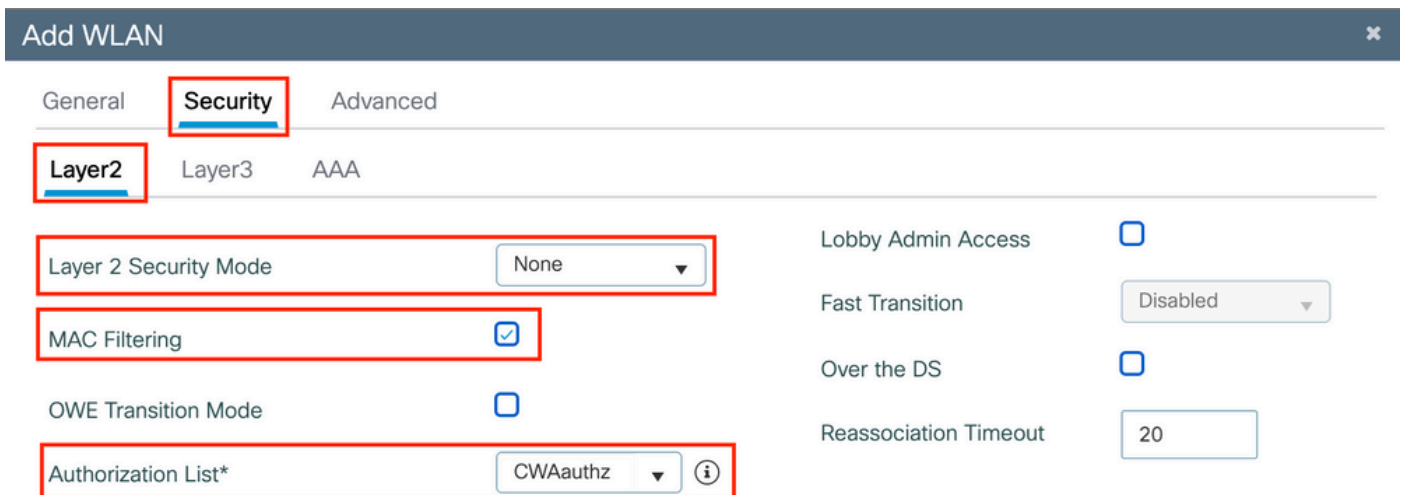 Add WLAN
General Security Advanced
Layer2 Layer3 AAA
Layer 2 Security Mode None
MAC Filtering
OWE Transition Mode
Authorization List* CWAauthz
Lobby Admin Access
Fast Transition Disabled
Over the DS
Reassociation Timeout 20